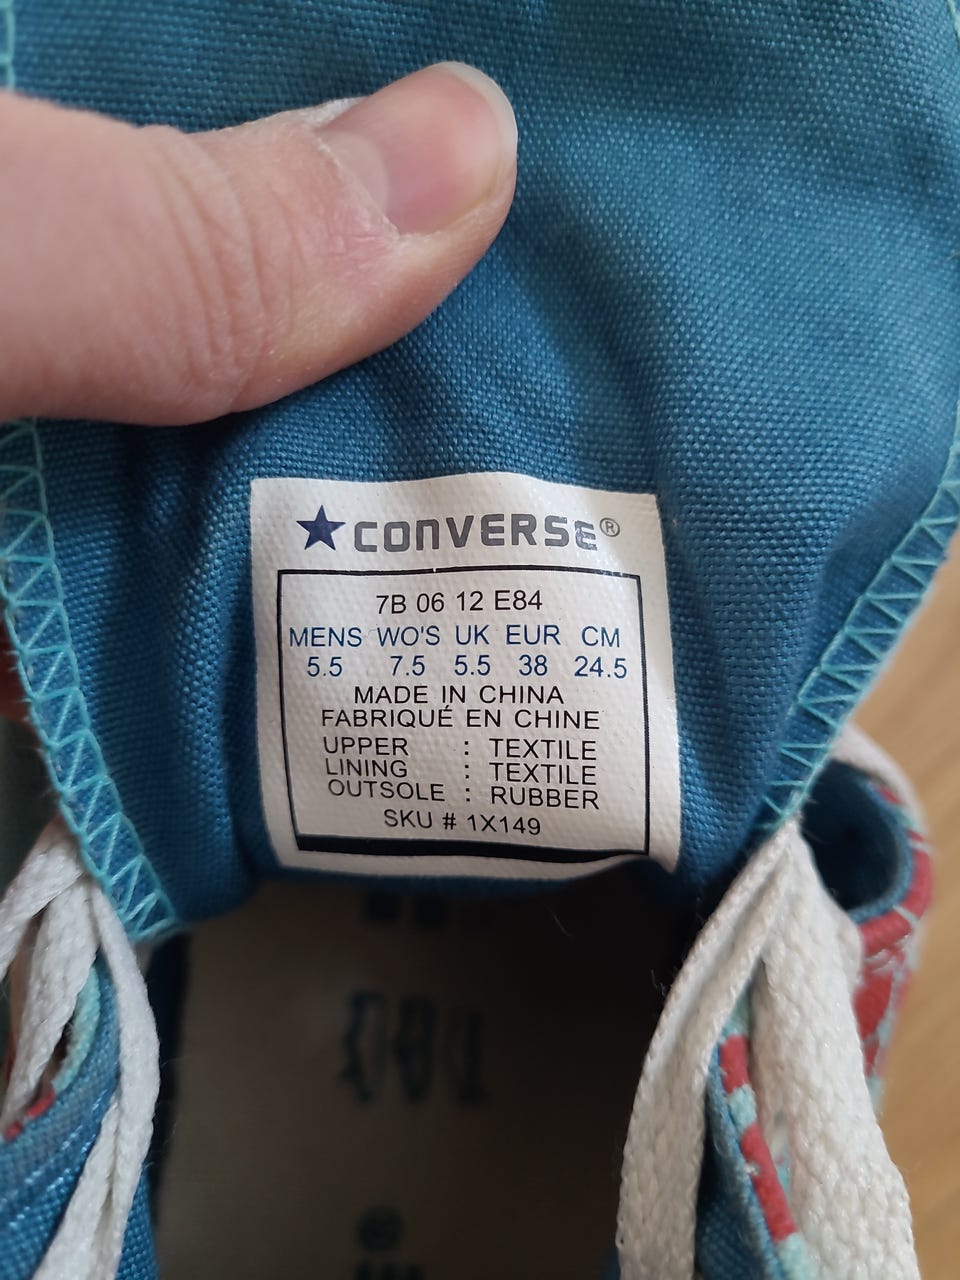 CONVERSE®
7B 06 12 E84
MENS WO'S UK EUR CM
5.5 7.5 5.5 38 24.5
MADE IN CHINA
FABRIQUÉ EN CHINE
UPPER : TEXTILE
LINING : TEXTILE
OUTSOLE : RUBBER
SKU # 1X149